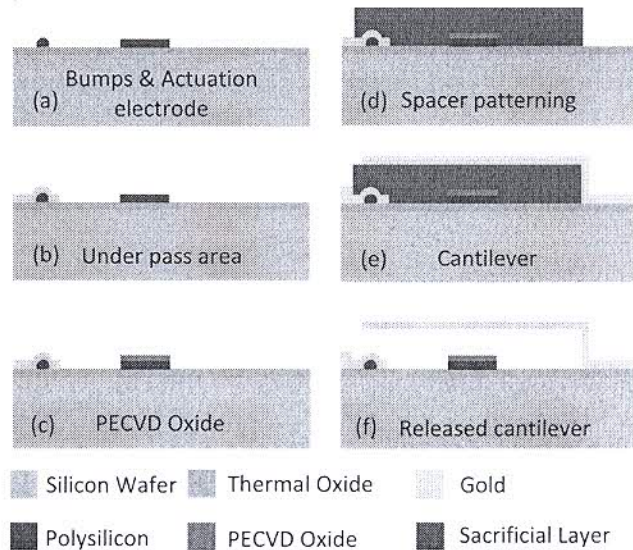 (a)
Bumps & Actuation
electrode
(b)
Under pass area
(c)
PECVD Oxide
(d)
Spacer patterning
(e)
Cantilever
(f)
Released cantilever
Silicon Wafer
Thermal Oxide
Gold
Polysilicon
PECVD Oxide
Sacrificial Layer